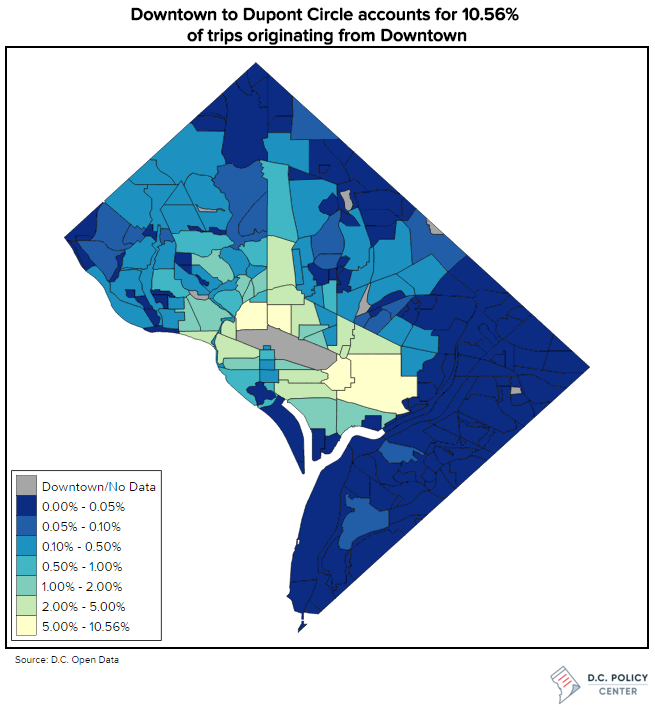 Downtown to Dupont Circle accounts for 10.56%
of trips originating from Downtown
Downtown/No Data
0.00% - 0.05%
0.05% - 0.10%
0.10% - 0.50%
0.50% - 1.00%
1.00% - 2.00%
2.00% - 5.00%
5.00% - 10.56%
Source: D.C. Open Data
D.C. POLICY
CENTER